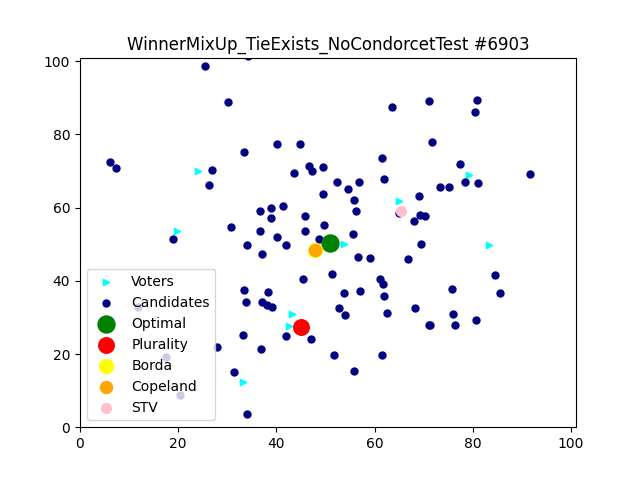 WinnerMixUp_TieExists_NoCondorcetTest #6903
100
80
60
40
20
0
Voters
Candidates
Optimal
Plurality
Borda
Copeland
STV
0 20 40 60 80 100